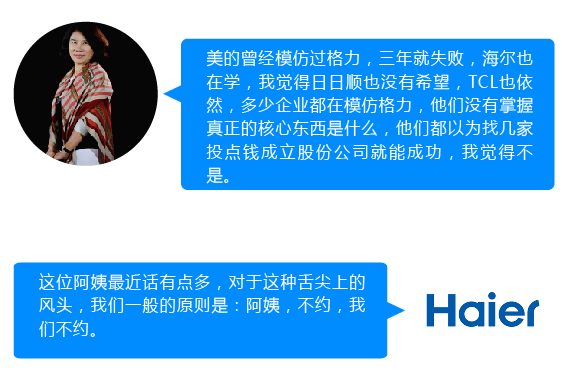 美的曾经模仿过格力，三年就失败，海尔也
在学，我觉得日日顺也没有希望，TCL也依
然，多少企业都在模仿格力，他们没有掌握
真正的核心东西是什么，他们都以为找几家
投点钱成立股份公司就能成功，我觉得不
是。
这位阿姨最近话有点多，对于这种舌尖上的
风头，我们一般的原则是：阿姨，不约，我
们不约。
Haier